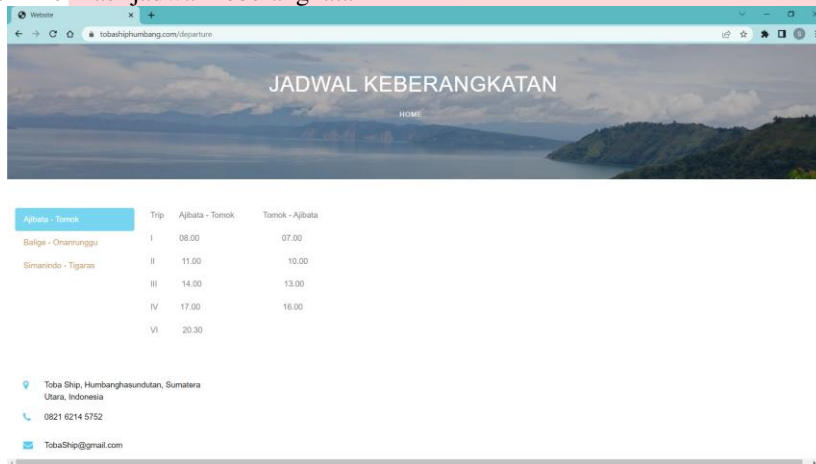 Website
tobashiphumbang.com/departure
JADWAL KEBERANGKATAN
HOME
Ajibata - Tomok
Balige - Onanrunggu
Simanindo - Tigaras
Trip Ajibata - Tomok Tomok - Ajibata
I 08.00 07.00
II 11.00 10.00
III 14.00 13.00
IV 17.00 16.00
VI 20.30
Toba Ship, Humbanghasundutan, Sumatera
Utara, Indonesia
0821 6214 5752
TobaShip@gmail.com